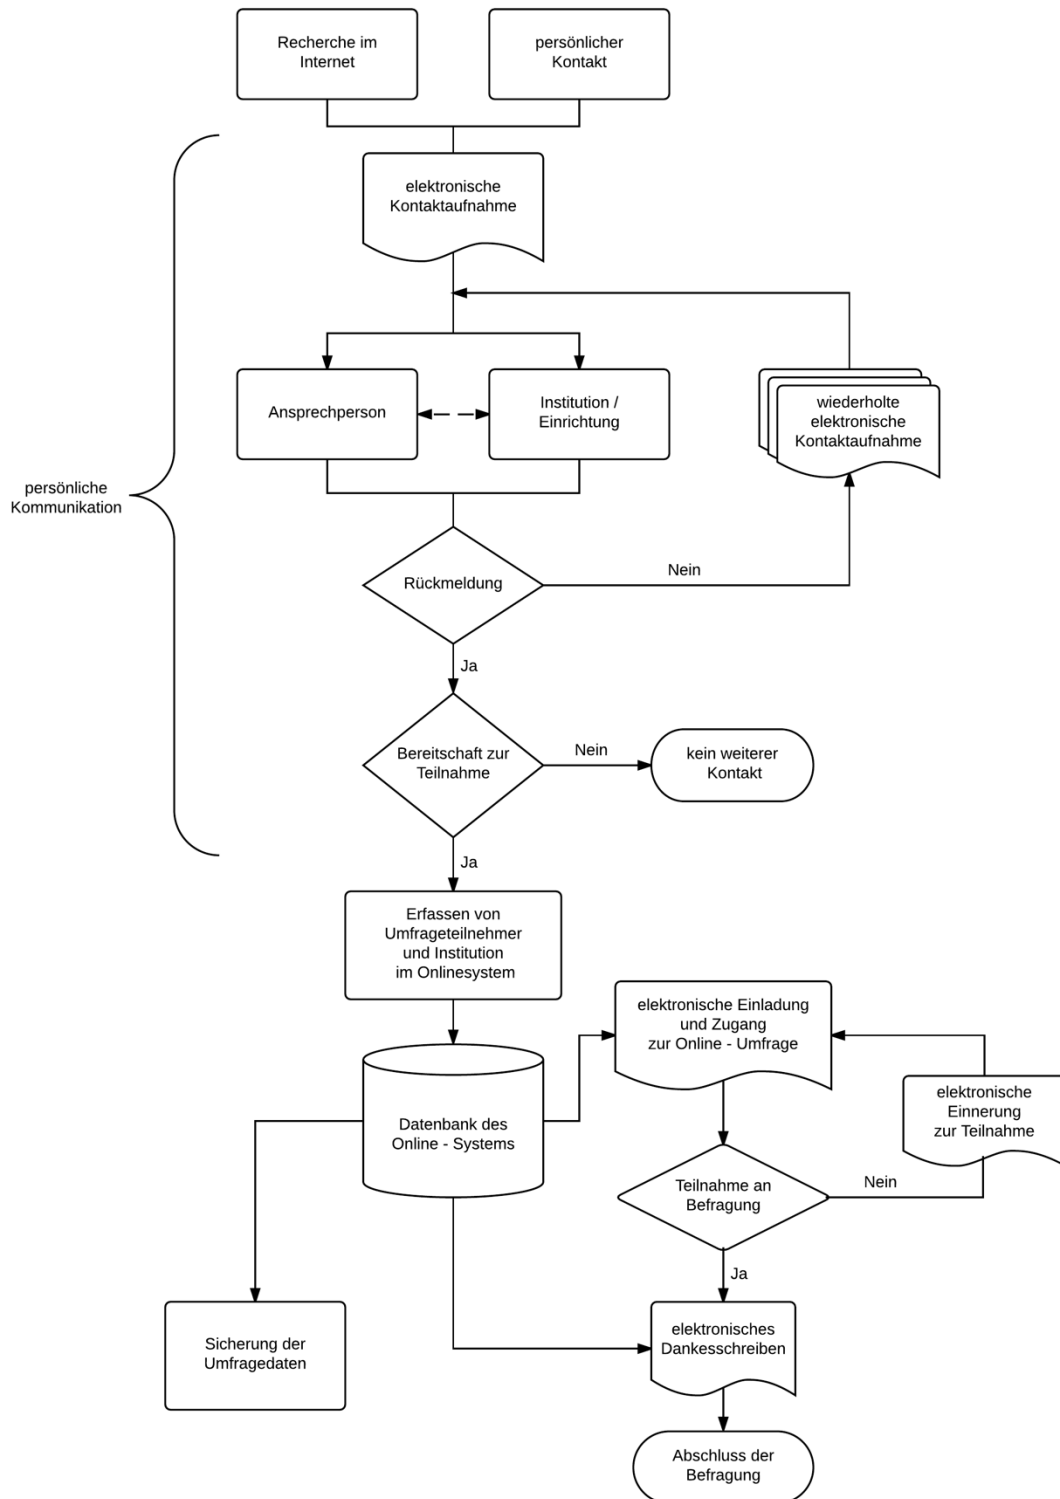 Recherche im
Internet
persönlicher
Kontakt
elektronische
Kontaktaufnahme
Ansprechperson
Institution /
Einrichtung
wiederholte
elektronische
Kontaktaufnahme
persönliche
Kommunikation
Rückmeldung
Nein
Ja
Bereitschaft zur
Teilnahme
Nein
kein weiterer
Kontakt
Ja
Erfassen von
Umfrageteilnehmer
und Institution
im Onlinesystem
elektronische Einladung
und Zugang
zur Online - Umfrage
elektronische
Einnerung
zur Teilnahme
Datenbank des
Online - Systems
Teilnahme an
Befragung
Nein
Ja
Sicherung der
Umfragedaten
elektronisches
Dankesschreiben
Abschluss der
Befragung